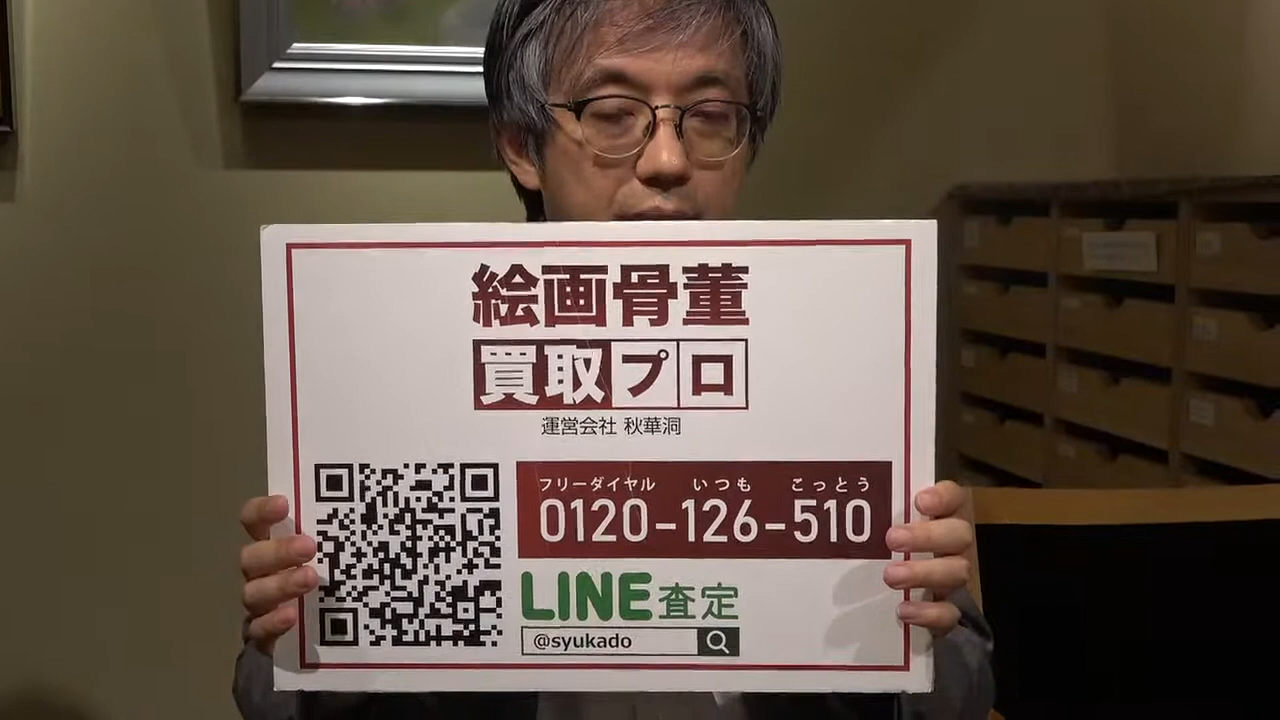 絵画骨董
買取プロ
運営会社 秋華洞
フリーダイヤル いつも こっとう
0120-126-510
LINE査定
@syukado